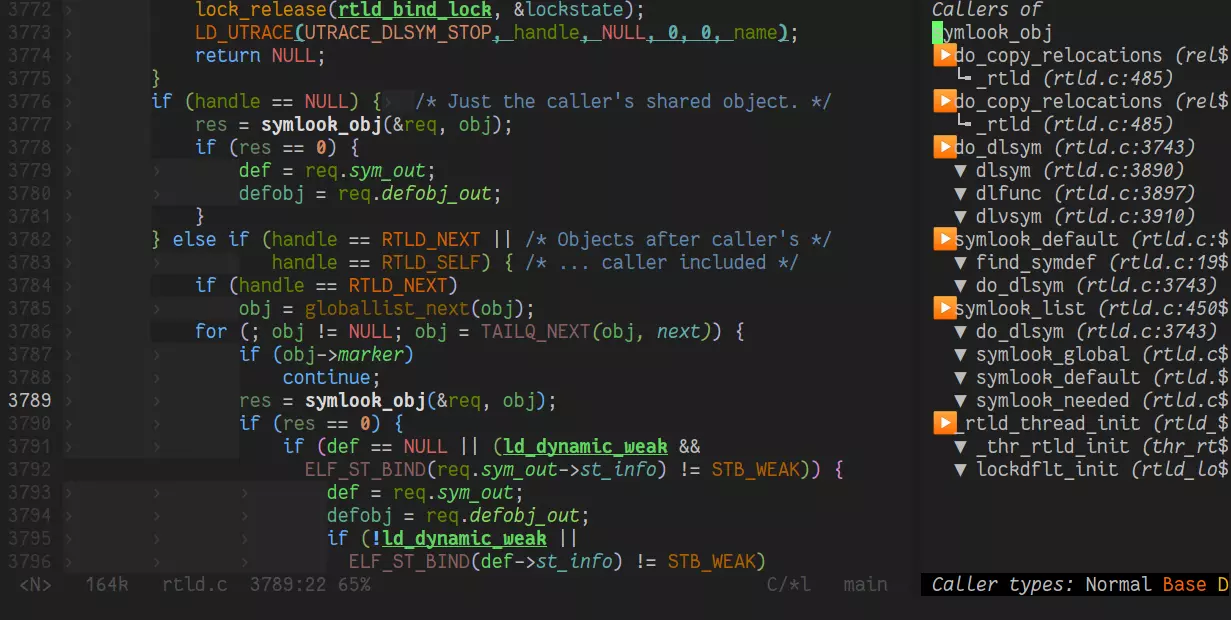 3772 lock_release(rtld_bind_lock, &lockstate);
3773 LD_UTRACE(UTRACE_DLSYM_STOP, handle, NULL, 0, 0, name);
3774 return NULL;
3775 }
3776 if (handle == NULL) { /* Just the caller's shared object. */
3777 res = symlook_obj(&req, obj);
3778 if (res == 0) {
3779 def = req.sym_out;
3780 defobj = req.defobj_out;
3781 }
3782 } else if (handle == RTLD_NEXT || /* Objects after caller's */
3783 handle == RTLD_SELF) { /* ... caller included */
3784 if (handle == RTLD_NEXT)
3785 obj = globallist_next(obj);
3786 for (; obj != NULL; obj = TAILQ_NEXT(obj, next)) {
3787 if (obj->marker)
3788 continue;
3789 res = symlook_obj(&req, obj);
3790 if (res == 0) {
3791 if (def == NULL || (ld_dynamic_weak &&
3792 ELF_ST_BIND(req.sym_out->st_info) != STB_WEAK)) {
3793 def = req.sym_out;
3794 defobj = req.defobj_out;
3795 if (!ld_dynamic_weak ||
3796 ELF_ST_BIND(def->st_info) != STB_WEAK)
<N> 164k rtld.c 3789:22 65% C/*l main
Callers of
ymlook_obj
do_copy_relocations (rel$
_rtld (rtld.c:485)
do_copy_relocations (rel$
_rtld (rtld.c:485)
do_dlsym (rtld.c:3743)
▼ dlsym (rtld.c:3890)
▼ dlfunc (rtld.c:3897)
▼ dlvsym (rtld.c:3910)
symlook_default (rtld.c:$
▼ find_symdef (rtld.c:19$
▼ do_dlsym (rtld.c:3743)
symlook_list (rtld.c:450$
▼ do_dlsym (rtld.c:3743)
▼ symlook_global (rtld.c$
▼ symlook_default (rtld.$
▼ symlook_needed (rtld.c$
_rtld_thread_init (rtld_$
▼ _thr_rtld_init (thr_rt$
▼ lockdflt_init (rtld_lo$
Caller types: Normal Base D